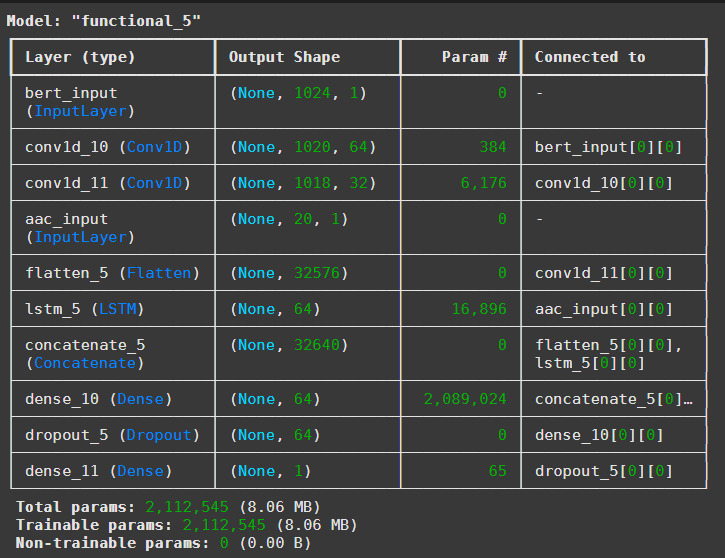 Model: "functional_5"
Layer (type) Output Shape Param # Connected to
bert_input (None, 1024, 1) 0 -
(InputLayer)
conv1d_10 (Conv1D) (None, 1020, 64) 384 bert_input[0][0]
conv1d_11 (Conv1D) (None, 1018, 32) 6,176 conv1d_10[0][0]
aac_input (None, 20, 1) 0 -
(InputLayer)
flatten_5 (Flatten) (None, 32576) 0 conv1d_11[0][0]
lstm_5 (LSTM) (None, 64) 16,896 aac_input[0][0]
concatenate_5 (None, 32640) 0 flatten_5[0][0],
(Concatenate) lstm_5[0][0]
dense_10 (Dense) (None, 64) 2,089,024 concatenate_5[0]…
dropout_5 (Dropout) (None, 64) 0 dense_10[0][0]
dense_11 (Dense) (None, 1) 65 dropout_5[0][0]
Total params: 2,112,545 (8.06 MB)
Trainable params: 2,112,545 (8.06 MB)
Non-trainable params: 0 (0.00 B)